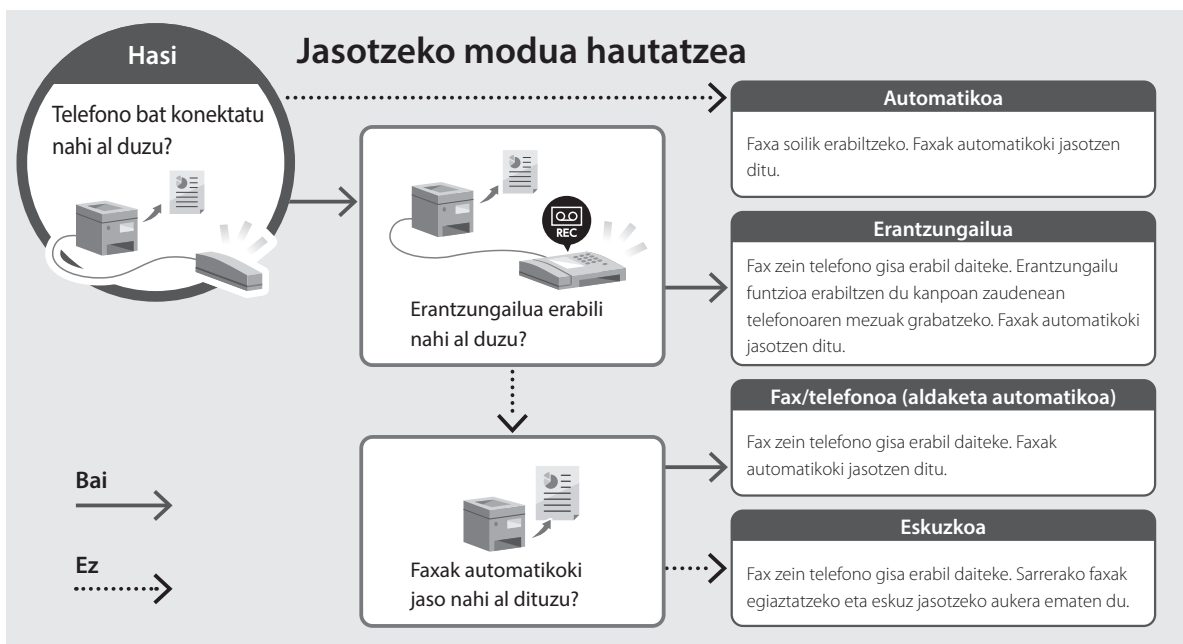 Jasotzeko modua hautatzea
Hasi
Telefono bat konektatu
nahi al duzu?
REC
Erantzungailua erabili
nahi al duzu?
Faxak automatikoki
jaso nahi al dituzu?
Automatikoa
Faxa soilik erabiltzeko. Faxak automatikoki jasotzen
ditu.
Erantzungailua
Fax zein telefono gisa erabil daiteke. Erantzungailu
funtzioa erabiltzen du kanpoan zaudenean
telefonoaren mezuak grabatzeko. Faxak automatikoki
jasotzen ditu.
Fax/telefonoa (aldaketa automatikoa)
Fax zein telefono gisa erabil daiteke. Faxak
automatikoki jasotzen ditu.
Eskuzkoa
Fax zein telefono gisa erabil daiteke. Sarrerako faxak
egiaztatzeko eta eskuz jasotzeko aukera ematen du.
Bai
Ez